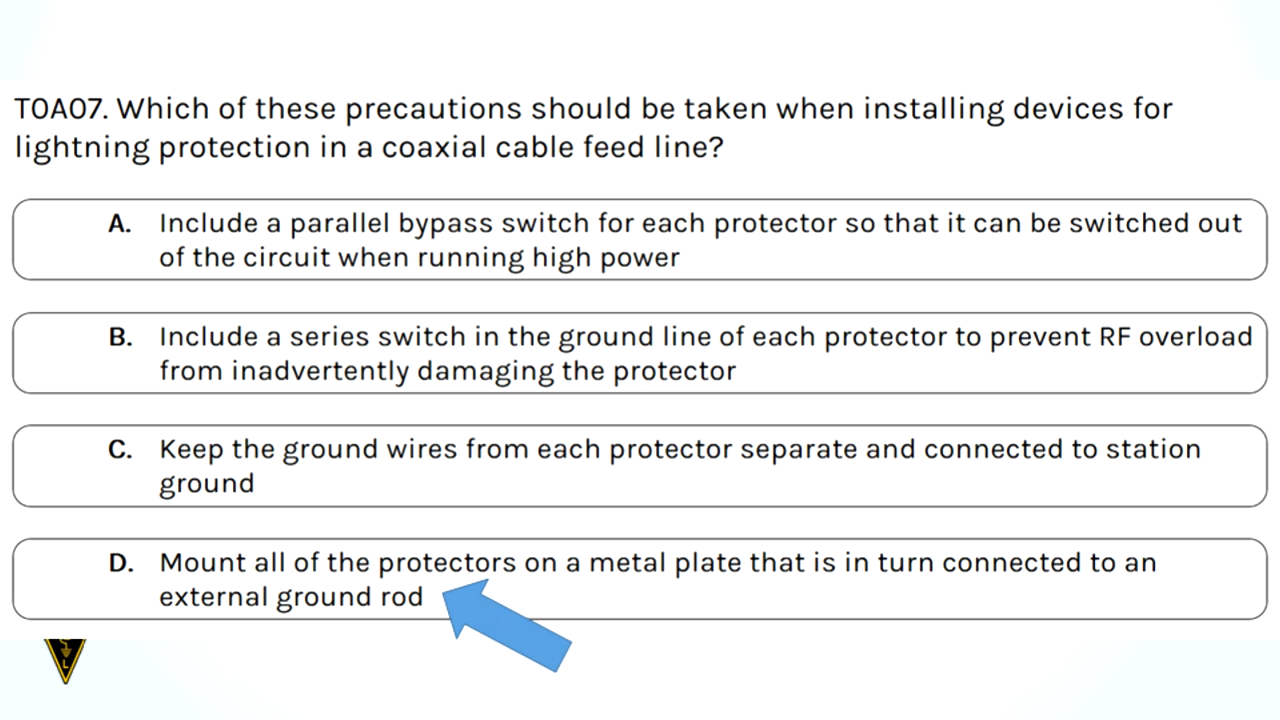 T0A07. Which of these precautions should be taken when installing devices for
lightning protection in a coaxial cable feed line?
A. Include a parallel bypass switch for each protector so that it can be switched out
of the circuit when running high power
B. Include a series switch in the ground line of each protector to prevent RF overload
from inadvertently damaging the protector
C. Keep the ground wires from each protector separate and connected to station
ground
D. Mount all of the protectors on a metal plate that is in turn connected to an
external ground rod
L